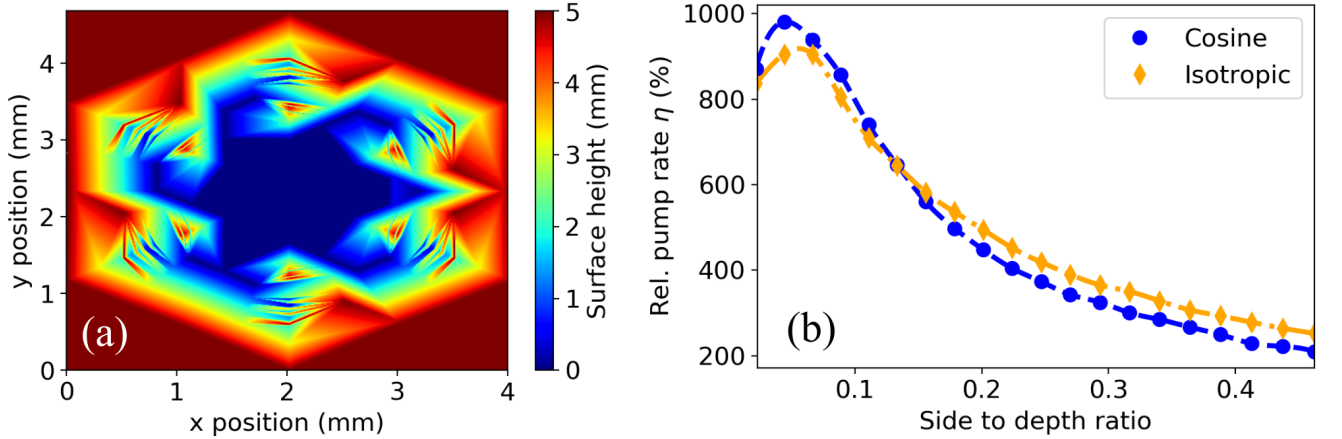 4
3
2
1
0
y position (mm)
0
1
2
3
4
x position (mm)
(a)
5
4
3
2
1
0
Surface height (mm)
1000
800
600
400
200
Rel. pump rate η (%)
Cosine
Isotropic
(b)
0.1
0.2
0.3
0.4
Side to depth ratio